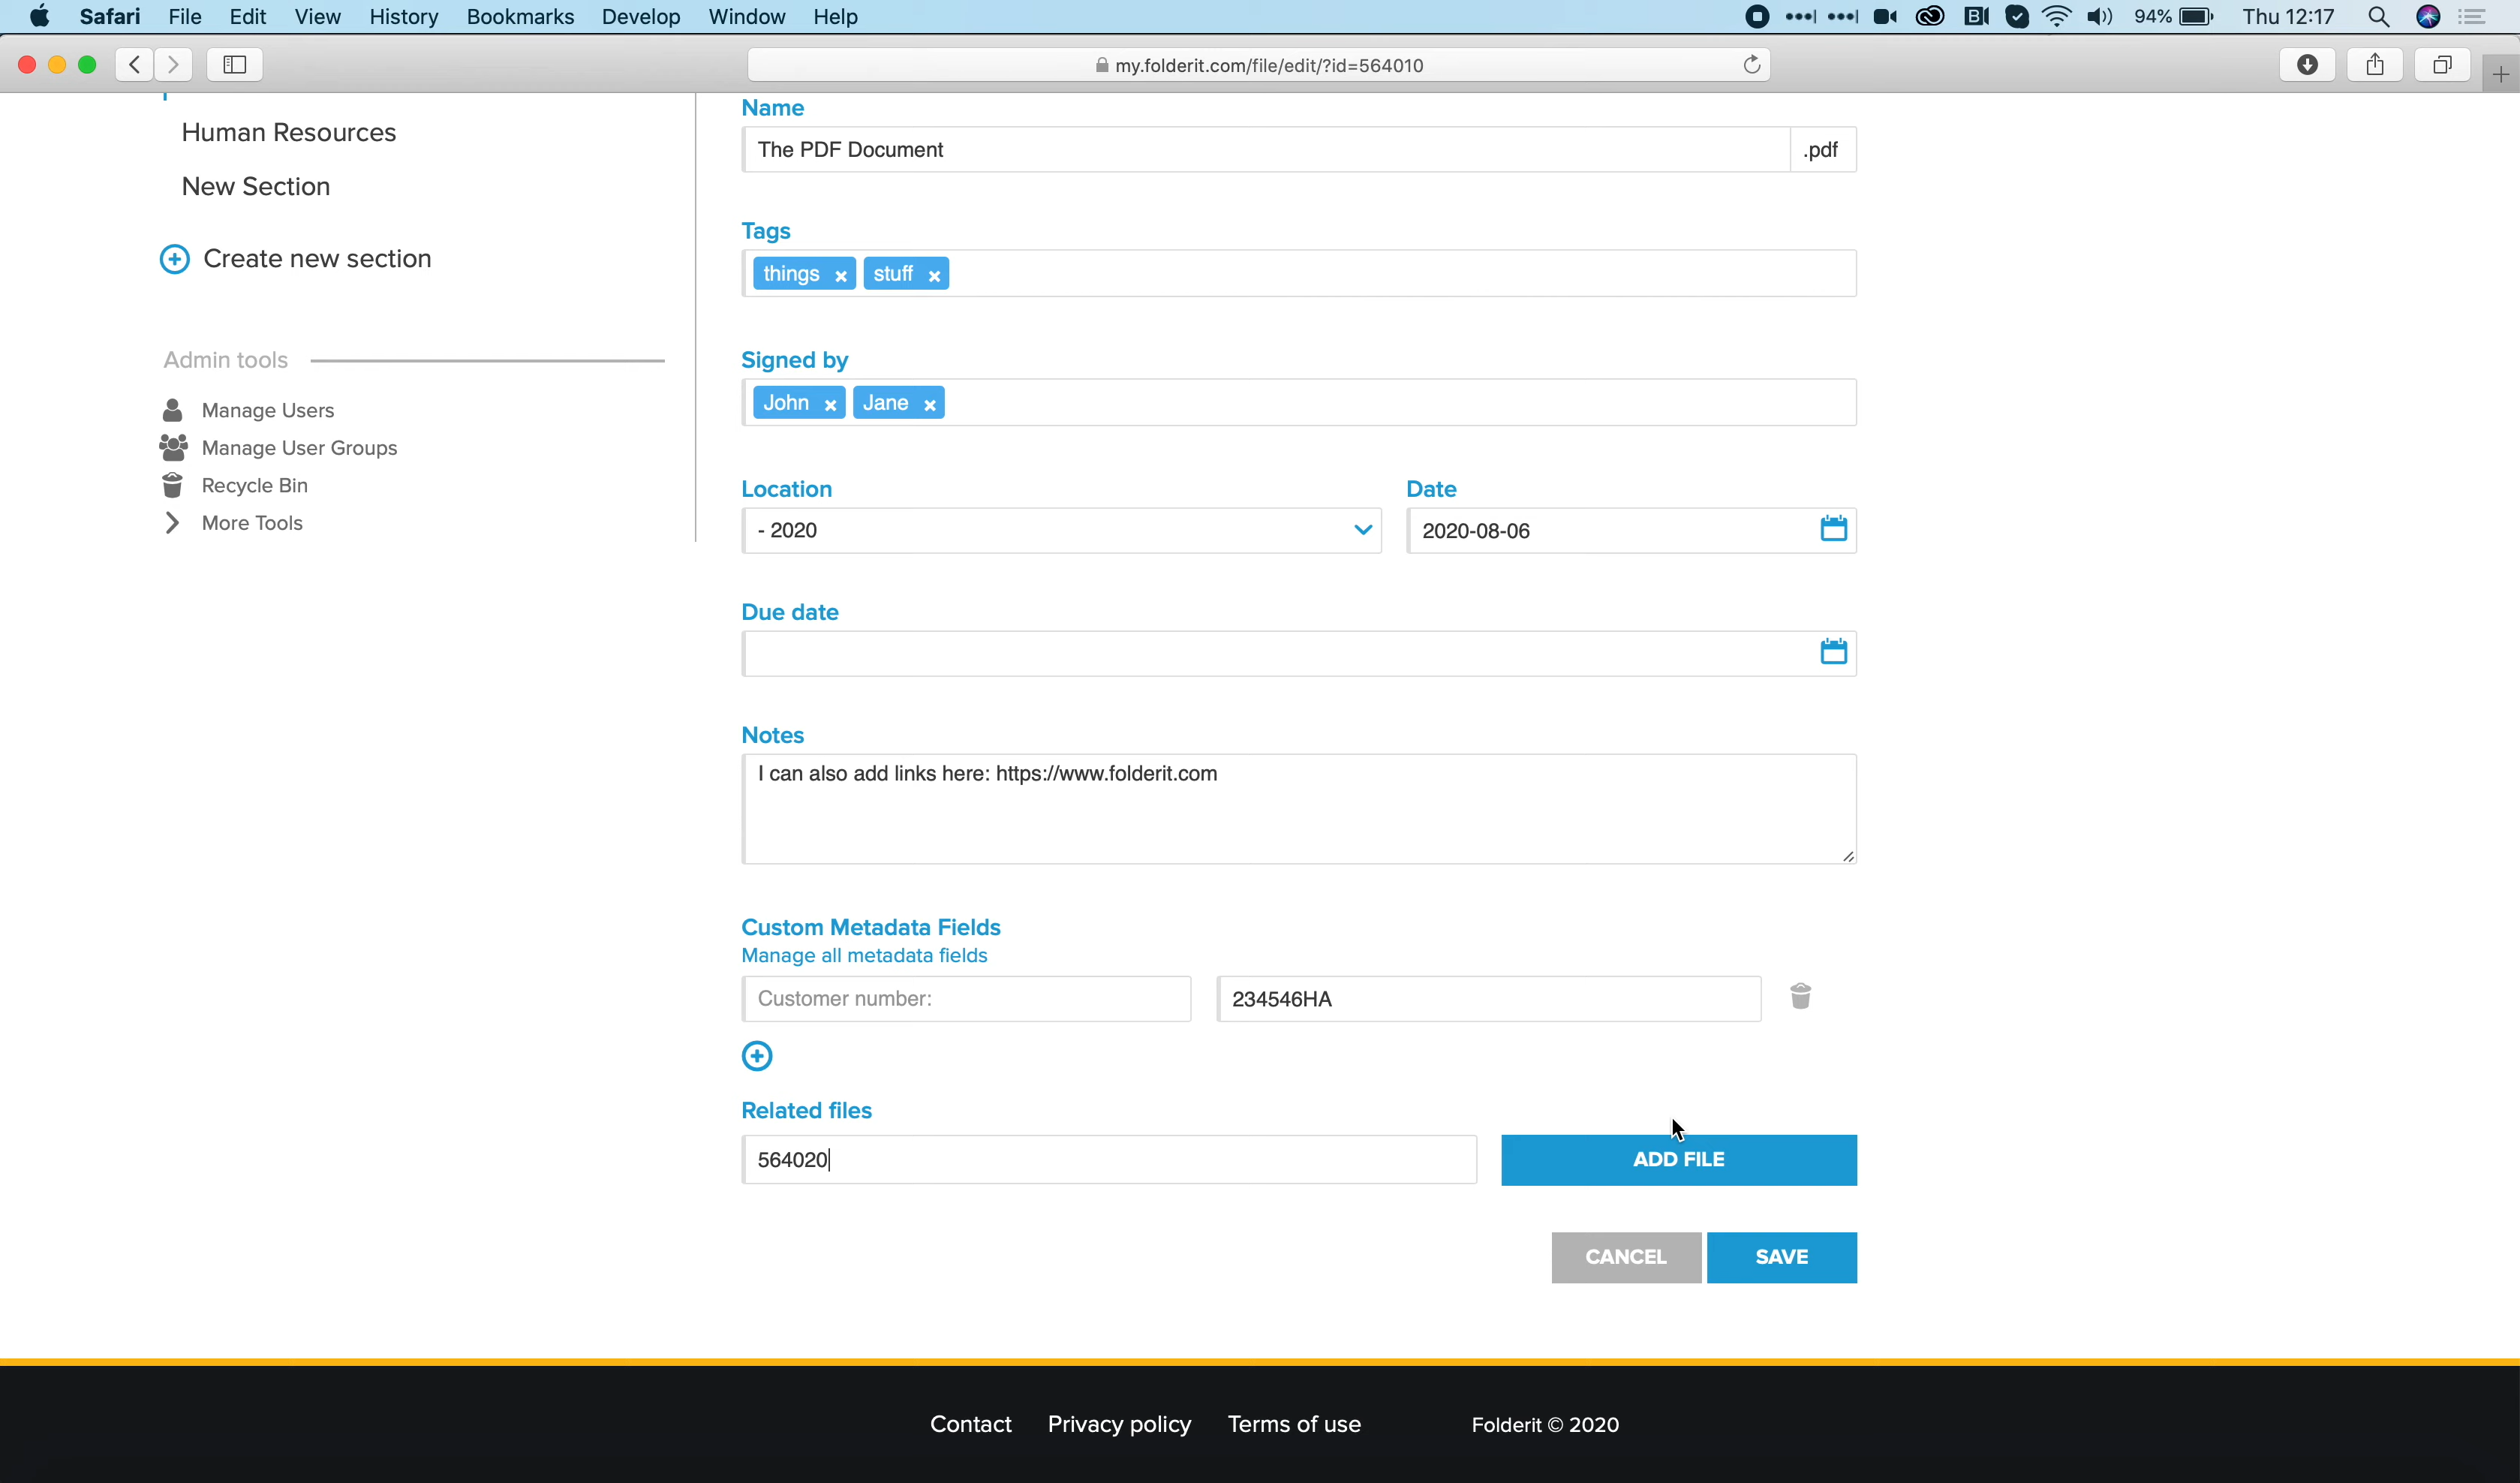 Safari File Edit View History Bookmarks Develop Window Help 94% Thu 12:17
my.folderit.com/file/edit/?id=564010
Human Resources
New Section
Create new section
Admin tools
Manage Users
Manage User Groups
Recycle Bin
More Tools
Name
The PDF Document .pdf
Tags
things × stuff ×
Signed by
John × Jane ×
Location Date
- 2020 2020-08-06
Due date
Notes
I can also add links here: https://www.folderit.com
Custom Metadata Fields
Manage all metadata fields
Customer number: 234546HA
Related files
564020 ADD FILE
CANCEL SAVE
Contact Privacy policy Terms of use Folderit © 2020